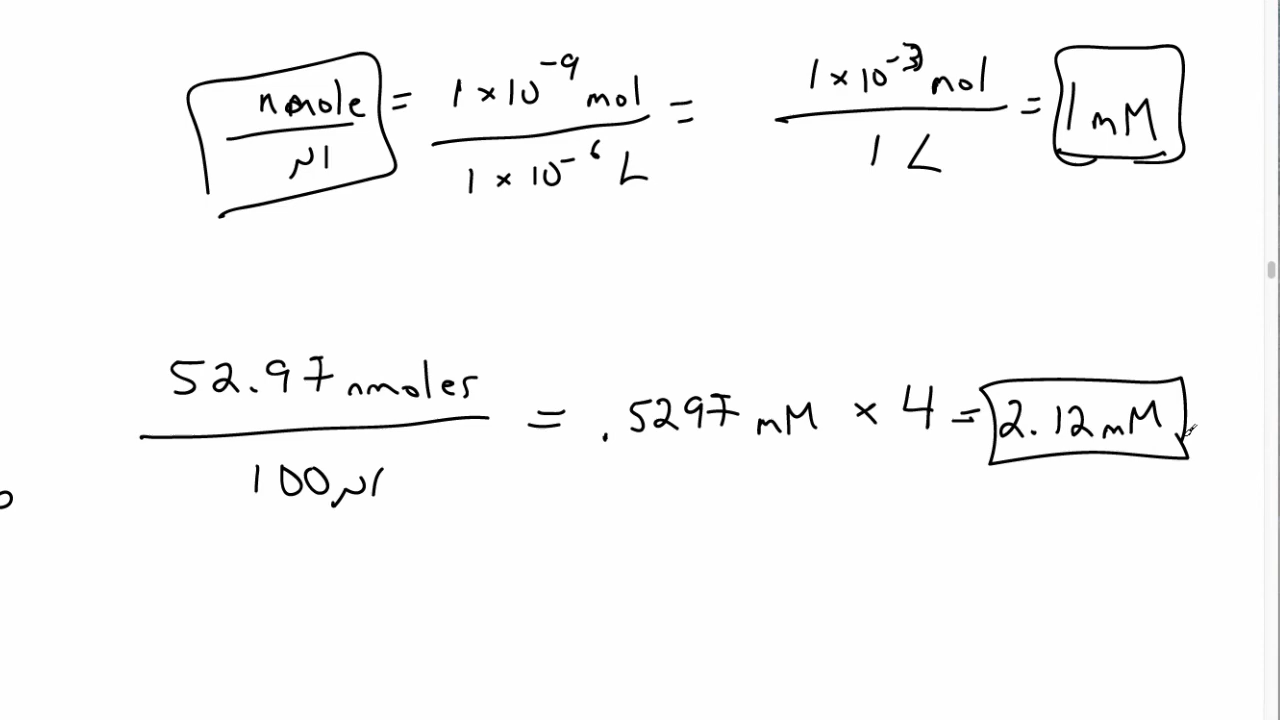 nmole / µl = 1 × 10⁻⁹ mol / 1 × 10⁻⁶ L = 1 × 10⁻³ mol / 1 L = 1 mM
52.97 nmoles / 100 µl = .5297 mM × 4 = 2.12 mM